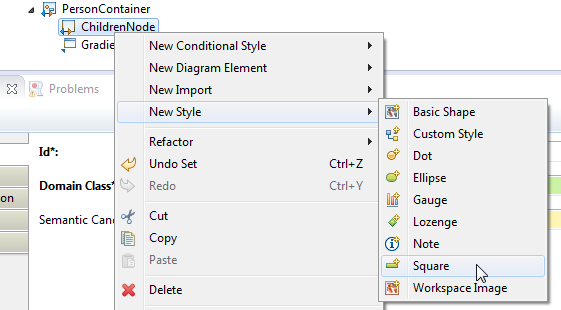 PersonContainer
ChildrenNode
Gradie
Problems
Id*:
on
Domain Class*
Semantic Can
New Conditional Style
New Diagram Element
New Import
New Style
Refactor
Undo Set Ctrl+Z
Redo Ctrl+Y
Cut
Copy
Paste
Delete
Basic Shape
Custom Style
Dot
Ellipse
Gauge
Lozenge
Note
Square
Workspace Image